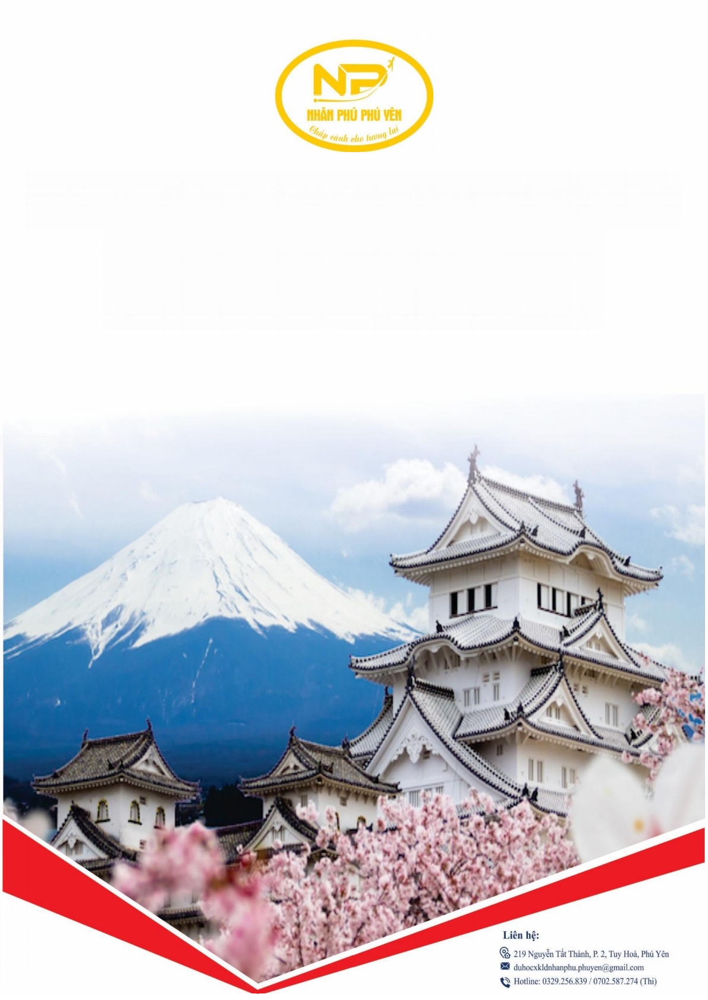 NP
NHÂN PHÚ PHÚ YÊN
Chắp cánh cho tương lai
Liên hệ:
219 Nguyễn Tất Thành, P. 2, Tuy Hoà, Phú Yên
duhocxkldnhanphu.phuyen@gmail.com
Hotline: 0329.256.839 / 0702.587.274 (Thi)